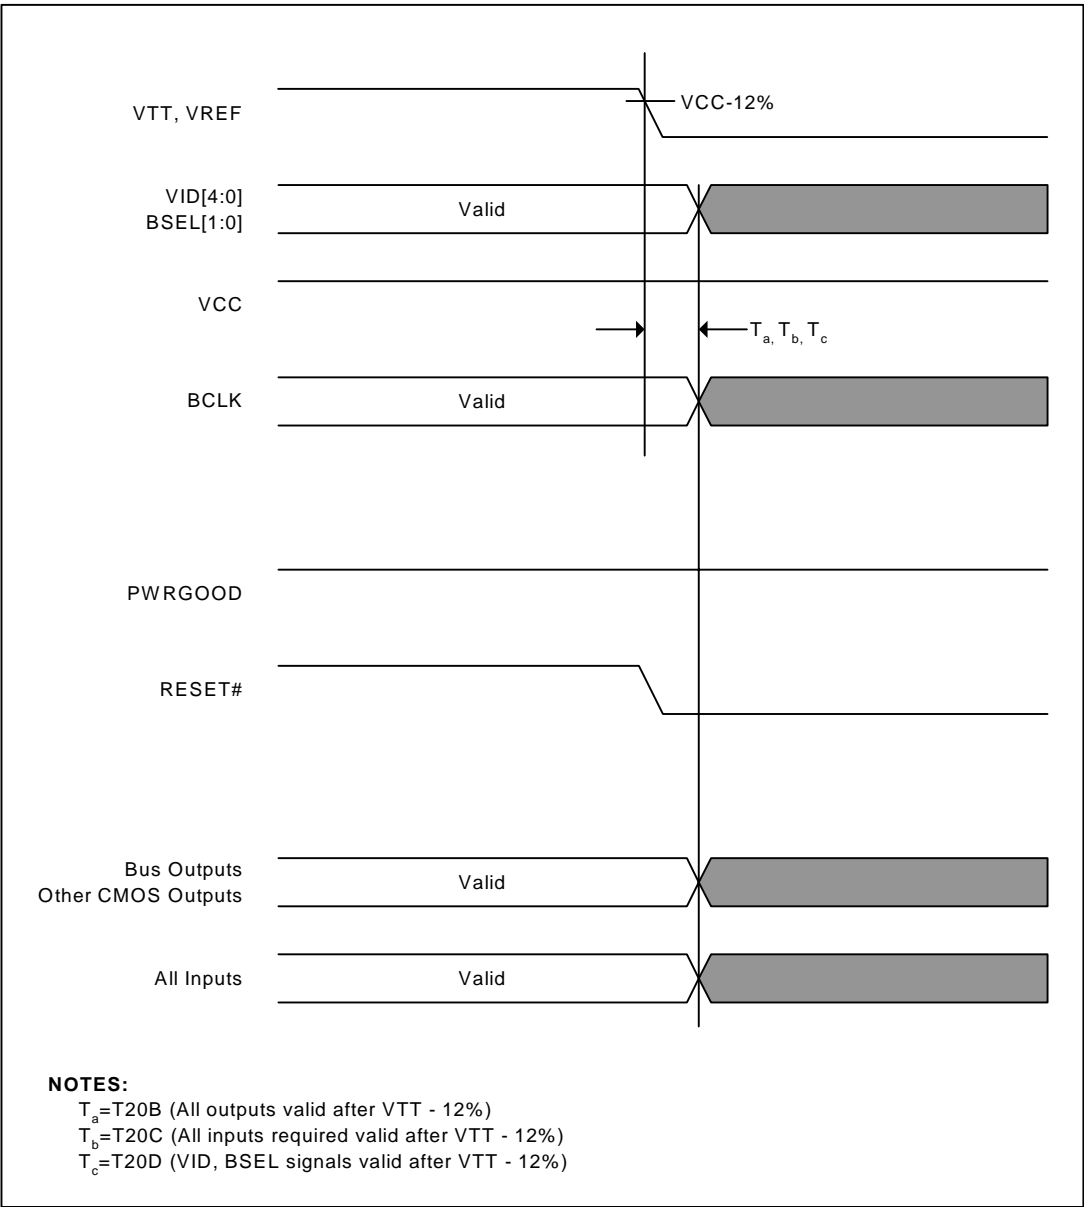 VTT, VREF
VCC-12%
VID[4:0]
BSEL[1:0]
Valid
VCC
Ta, Tb, Tc
BCLK
Valid
PWRGOOD
RESET#
Bus Outputs
Other CMOS Outputs
Valid
All Inputs
Valid
NOTES:
Ta=T20B (All outputs valid after VTT - 12%)
Tb=T20C (All inputs required valid after VTT - 12%)
Tc=T20D (VID, BSEL signals valid after VTT - 12%)